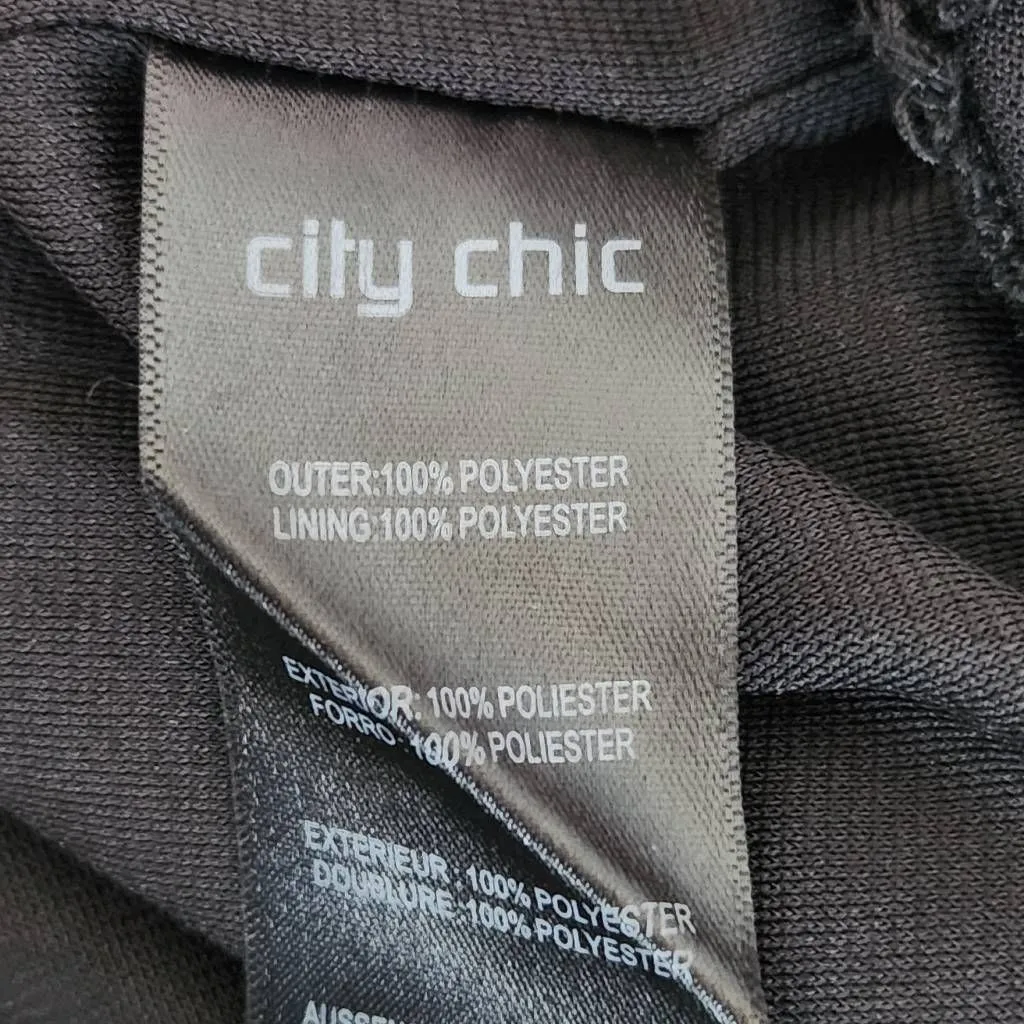 city chic
OUTER:100% POLYESTER
LINING:100% POLYESTER
EXTERIOR: 100% POLIESTER
FORRO: 100% POLIESTER
EXTERIEUR: 100% POLYESTER
DOUBLURE:100% POLYESTER